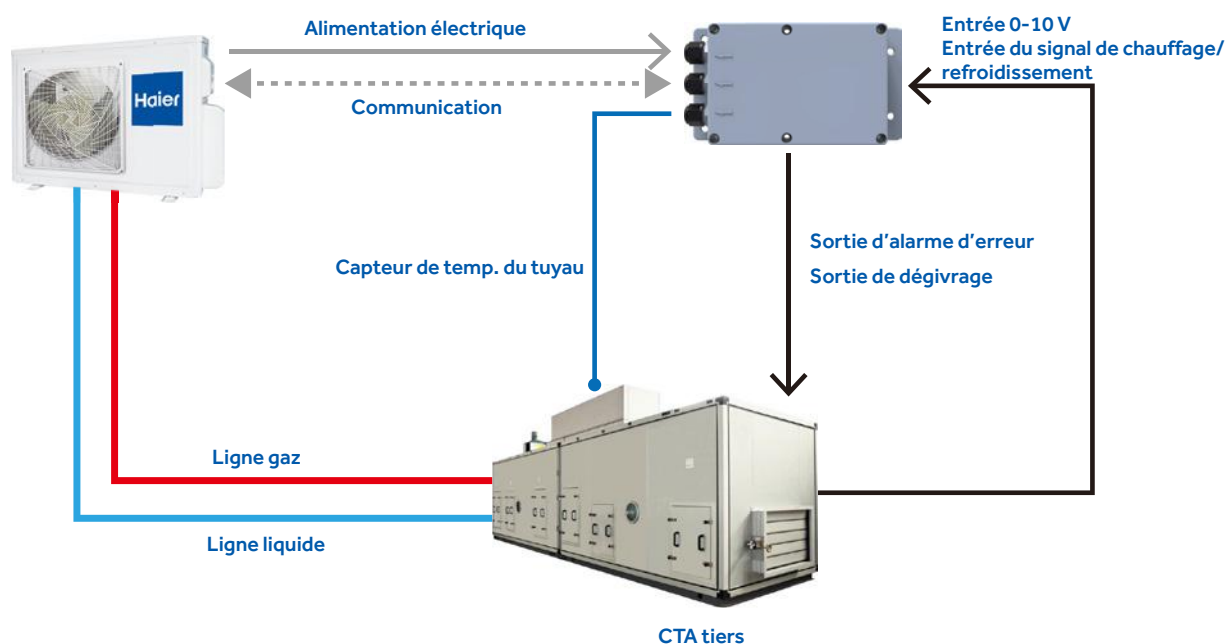 Alimentation électrique
Entrée 0-10 V
Entrée du signal de chauffage/
refroidissement
Haier
Communication
Sortie d’alarme d’erreur
Capteur de temp. du tuyau
Sortie de dégivrage
Ligne gaz
Ligne liquide
CTA tiers